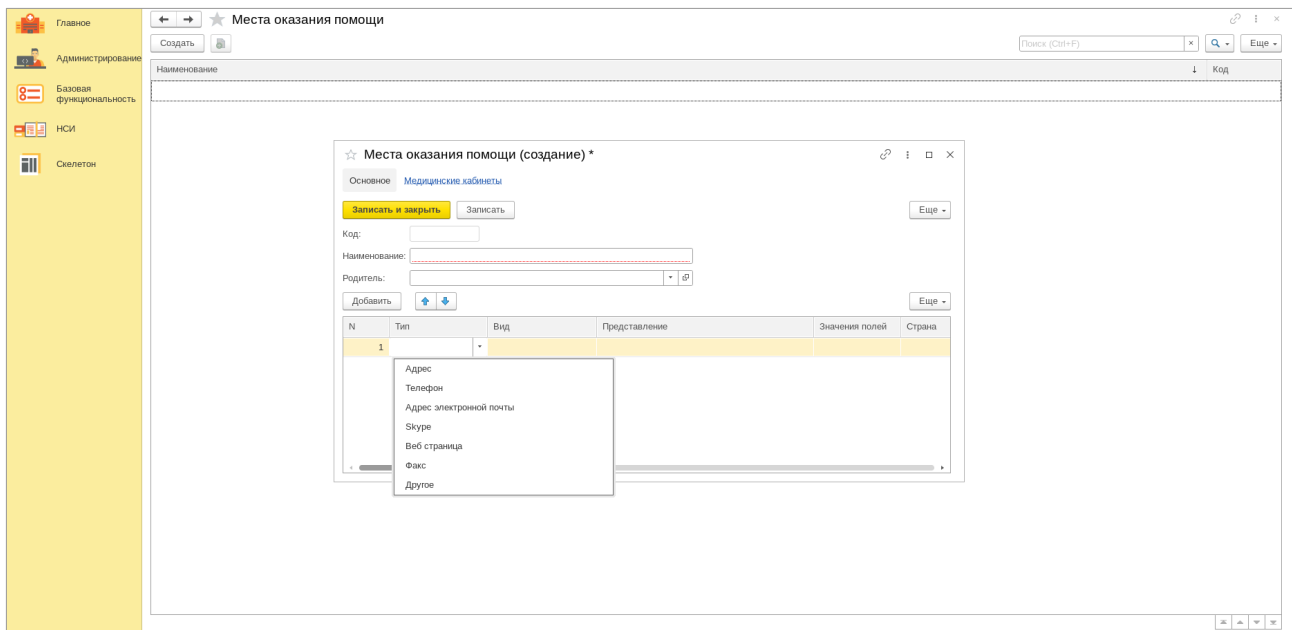 Главное
Администрирование
Базовая
функциональность
НСИ
Скелетон
Места оказания помощи
Создать
Поиск (Ctrl+F)
×
Еще
Наименование
↓
Код
Места оказания помощи (создание) *
Основное
Медицинские кабинеты
Записать и закрыть
Записать
Еще
Код:
Наименование:
Родитель:
Добавить
Еще
N
Тип
Вид
Представление
Значения полей
Страна
1
Адрес
Телефон
Адрес электронной почты
Skype
Веб страница
Факс
Другое